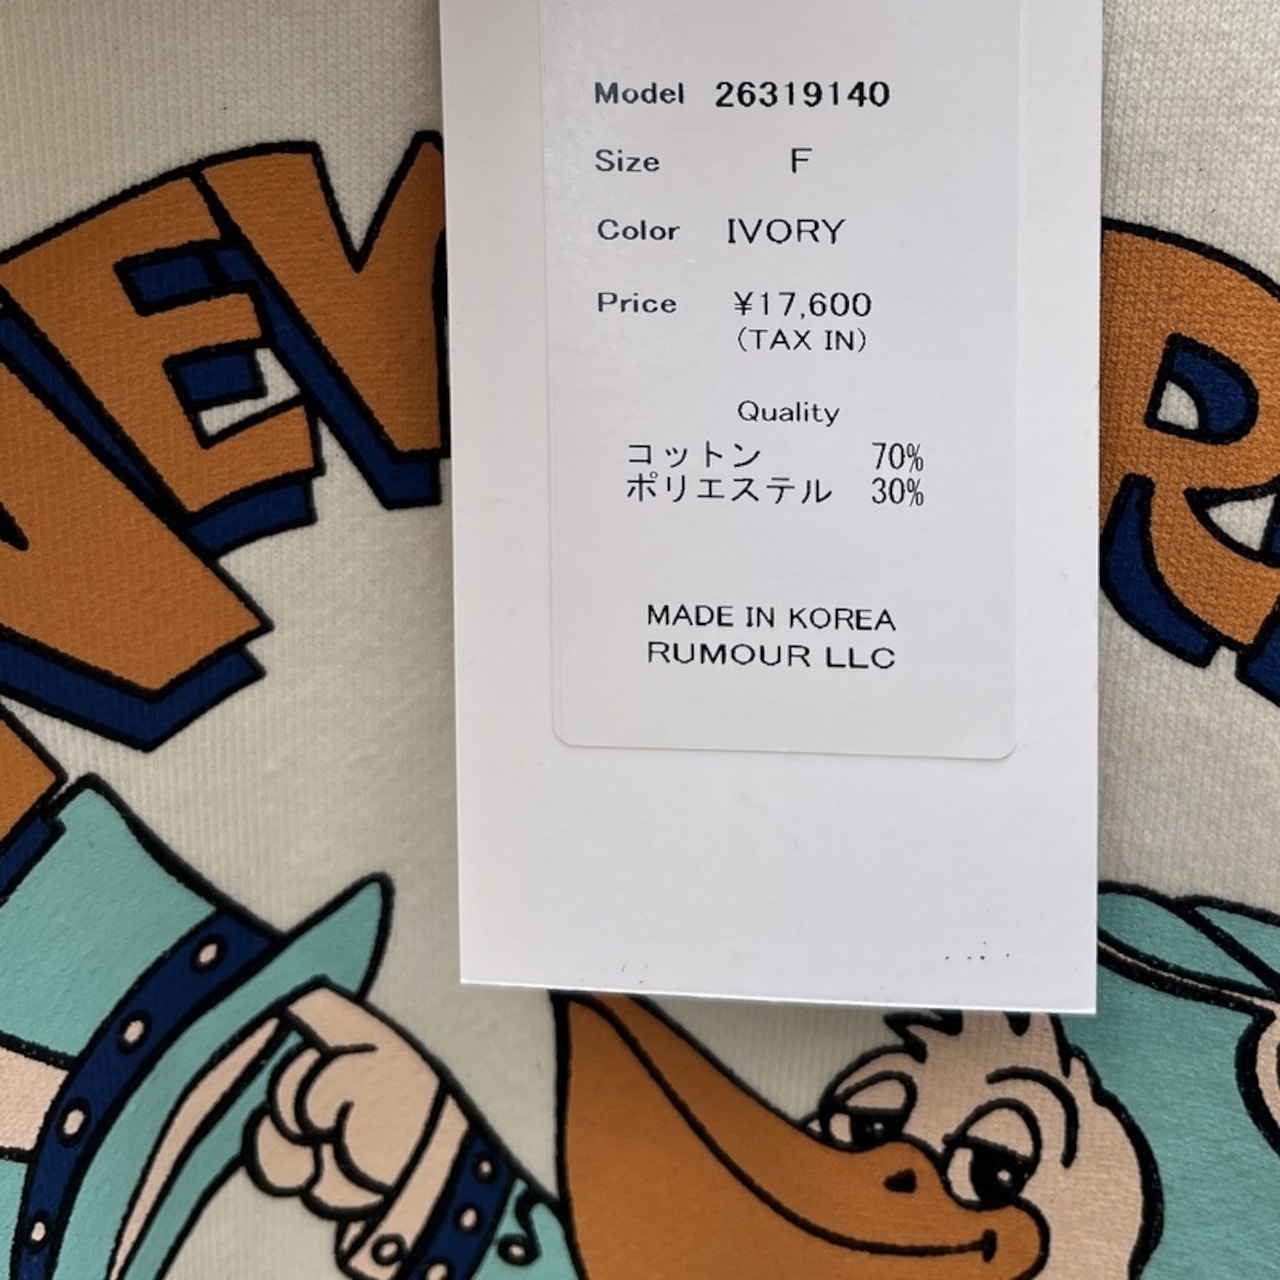 Model 26319140
Size F
Color IVORY
Price ¥17,600
(TAX IN)
Quality
コットン 70%
ポリエステル 30%
MADE IN KOREA
RUMOUR LLC